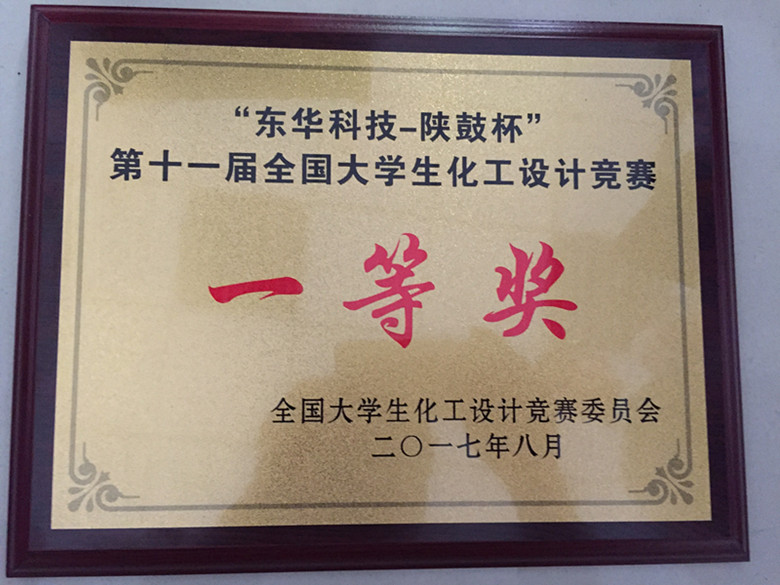 “东华科技-陕鼓杯”
第十一届全国大学生化工设计竞赛
一等奖
全国大学生化工设计竞赛委员会
二〇一七年八月